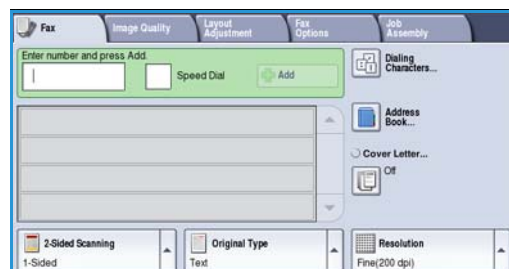 Fax
Image Quality
Layout
Adjustment
Fax
Options
Job
Assembly
Enter number and press Add.
Speed Dial
Add
Dialing
Characters...
Address
Book...
Cover Letter...
Off
2-Sided Scanning
1-Sided
Original Type
Text
Resolution
Fine(200 dpi)